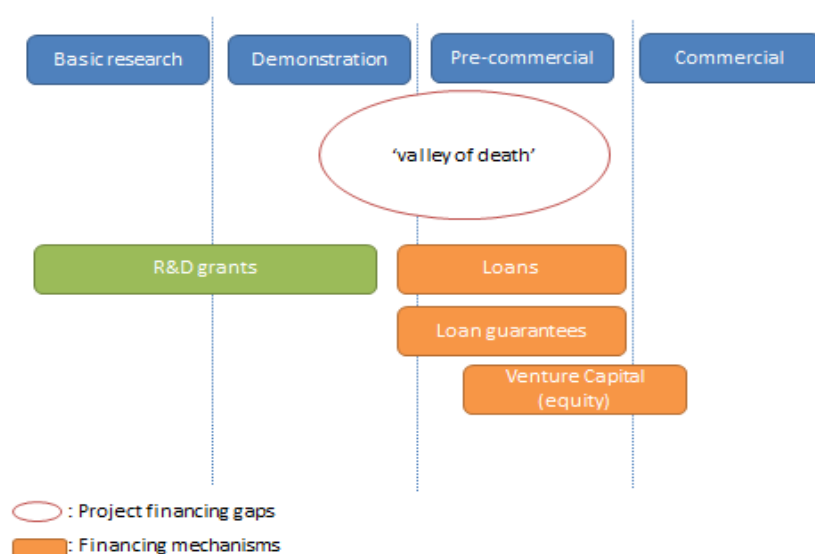 Basic research
Demonstration
Pre-commercial
Commercial
‘valley of death’
R&D grants
Loans
Loan guarantees
Venture Capital
(equity)
: Project financing gaps
: Financing mechanisms